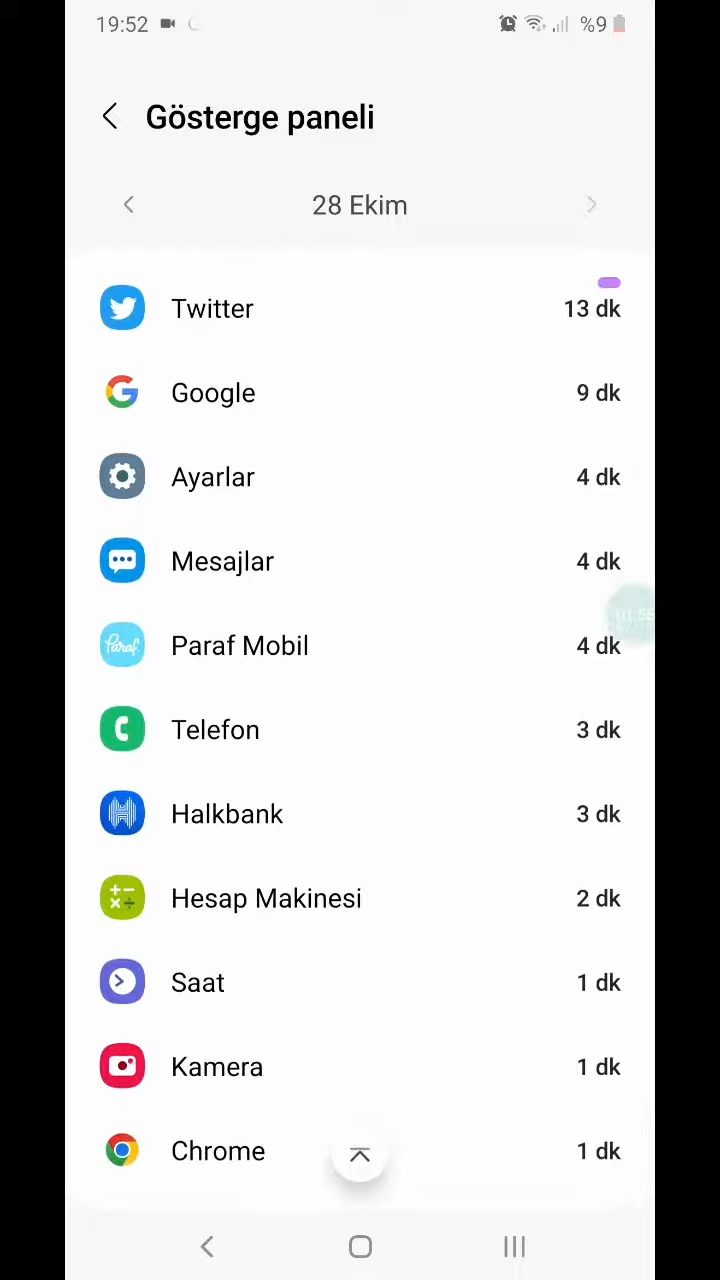 19:52 %9
Gösterge paneli
28 Ekim
Twitter 13 dk
Google 9 dk
Ayarlar 4 dk
Mesajlar 4 dk
Paraf Mobil 4 dk
Telefon 3 dk
Halkbank 3 dk
Hesap Makinesi 2 dk
Saat 1 dk
Kamera 1 dk
Chrome 1 dk